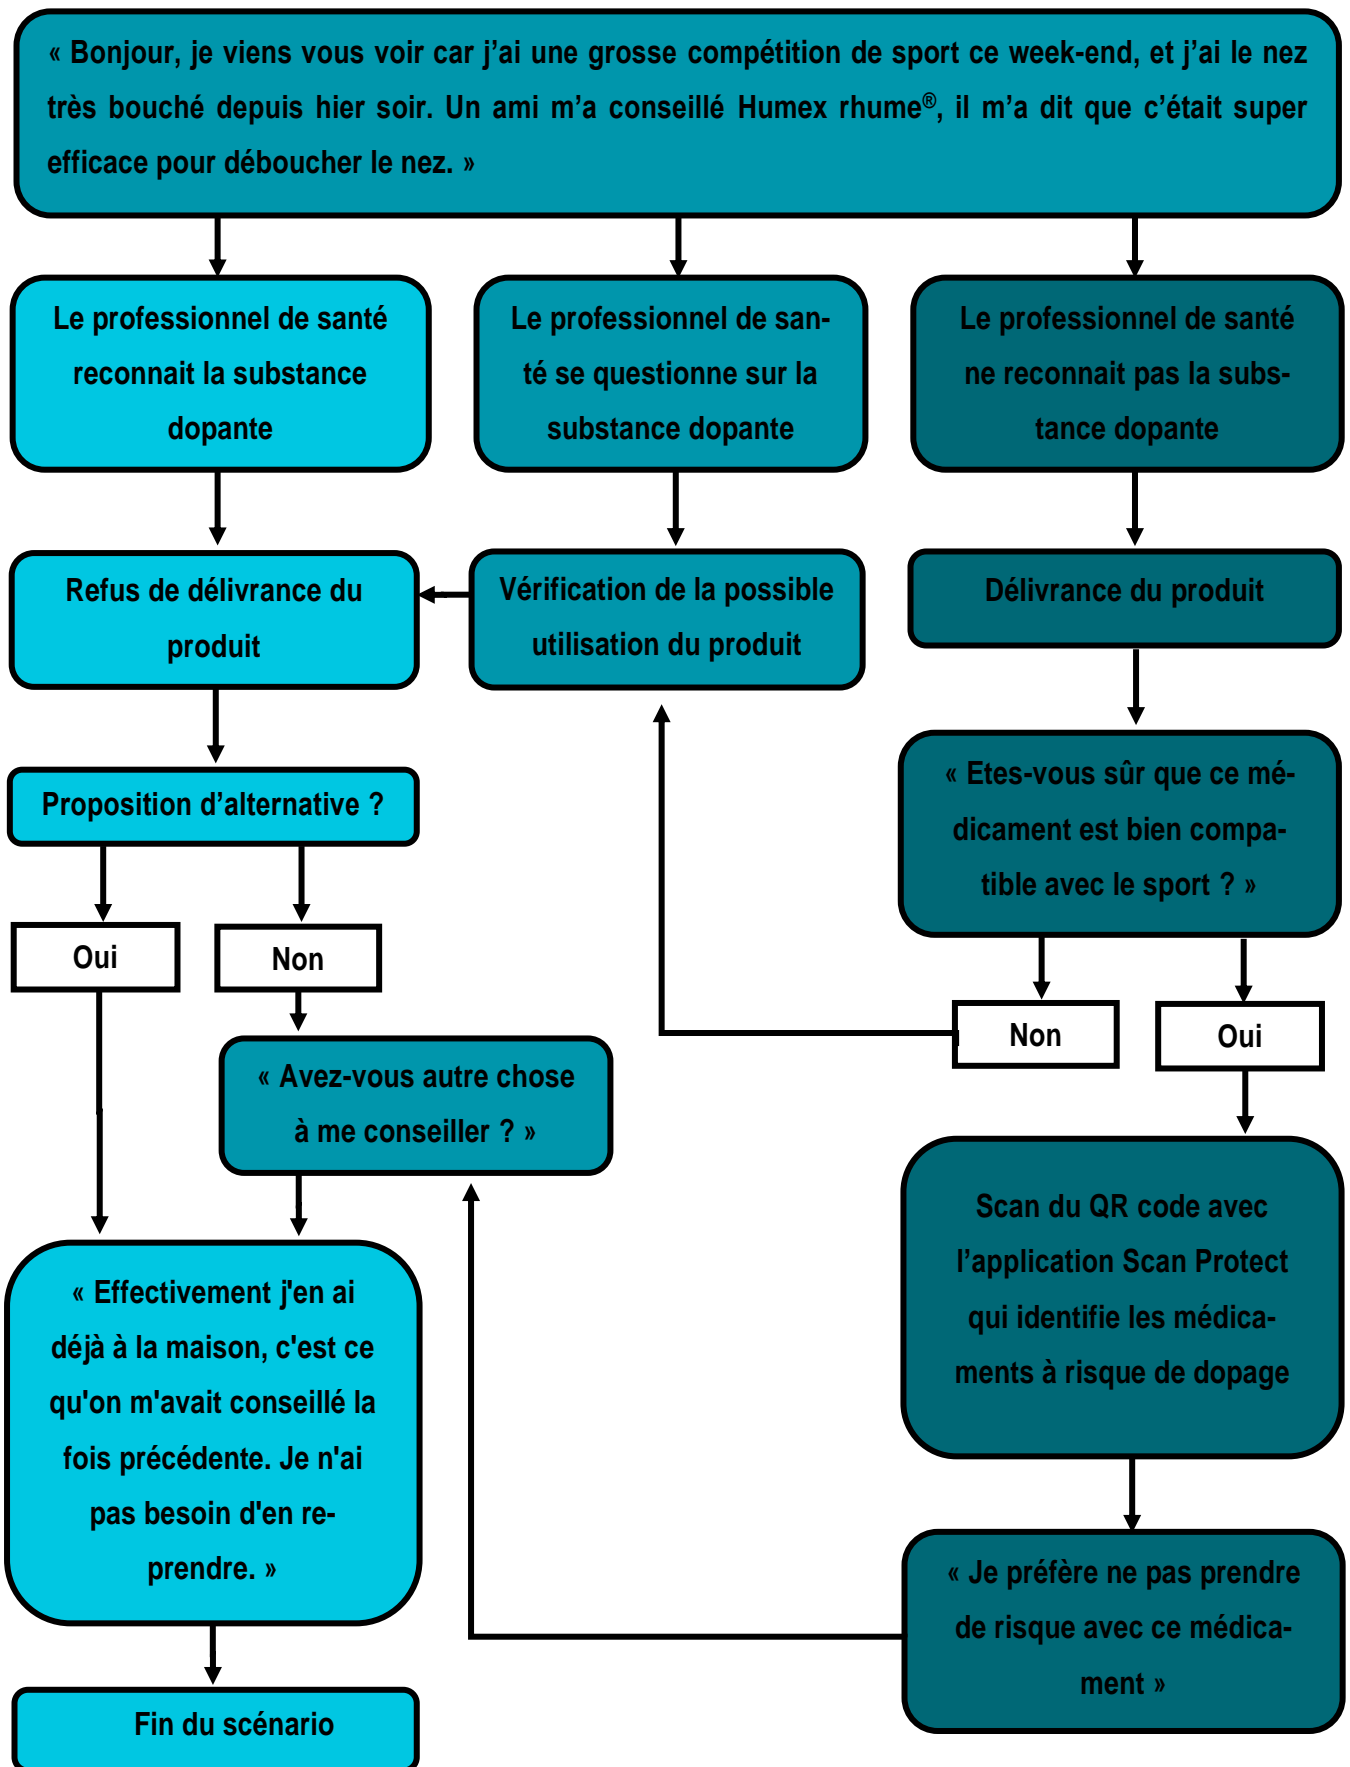 « Bonjour, je viens vous voir car j’ai une grosse compétition de sport ce week-end, et j’ai le nez
très bouché depuis hier soir. Un ami m’a conseillé Humex rhume®, il m’a dit que c’était super
efficace pour déboucher le nez. »
Le professionnel de santé
reconnait la substance
dopante
Le professionnel de san-
té se questionne sur la
substance dopante
Le professionnel de santé
ne reconnait pas la subs-
tance dopante
Refus de délivrance du
produit
Vérification de la possible
utilisation du produit
Délivrance du produit
Proposition d’alternative ?
« Etes-vous sûr que ce mé-
dicament est bien compa-
tible avec le sport ? »
Oui
Non
Non
Oui
« Avez-vous autre chose
à me conseiller ? »
Scan du QR code avec
l’application Scan Protect
qui identifie les médica-
ments à risque de dopage
« Effectivement j'en ai
déjà à la maison, c'est ce
qu'on m'avait conseillé la
fois précédente. Je n'ai
pas besoin d'en re-
prendre. »
« Je préfère ne pas prendre
de risque avec ce médica-
ment »
Fin du scénario